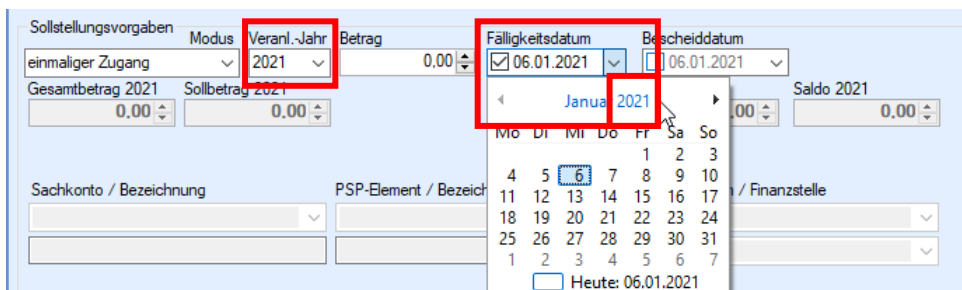 Sollstellungsvorgaben
Modus Veranl.-Jahr Betrag Fälligkeitsdatum Bescheiddatum
einmaliger Zugang 2021 0,00 06.01.2021 06.01.2021
Gesamtbetrag 2021 Sollbetrag 2021 Saldo 2021
0,00 0,00 ,00 0,00
Januar 2021
Mo Di Mi Do Fr Sa So
1 2 3
4 5 6 7 8 9 10
11 12 13 14 15 16 17
18 19 20 21 22 23 24
25 26 27 28 29 30 31
1 2 3 4 5 6 7
Heute: 06.01.2021
Sachkonto / Bezeichnung PSP-Element / Bezeich / Finanzstelle